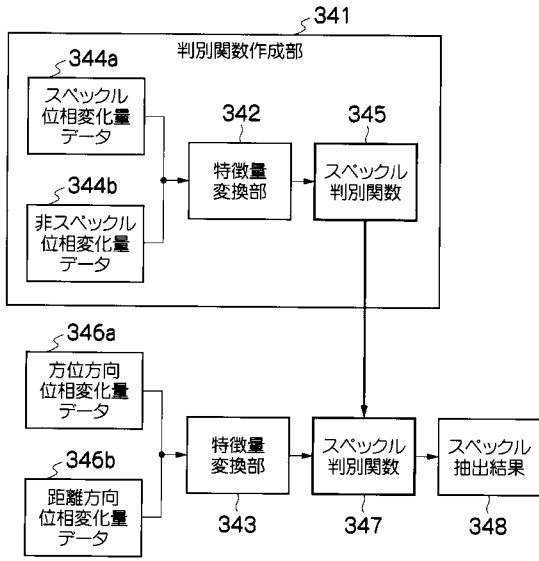 341
判別関数作成部
344a
スペックル
位相変化量
データ
344b
非スペックル
位相変化量
データ
342
特徴量
変換部
345
スペックル
判別関数
346a
方位方向
位相変化量
データ
346b
距離方向
位相変化量
データ
特徴量
変換部
343
スペックル
判別関数
347
スペックル
抽出結果
348